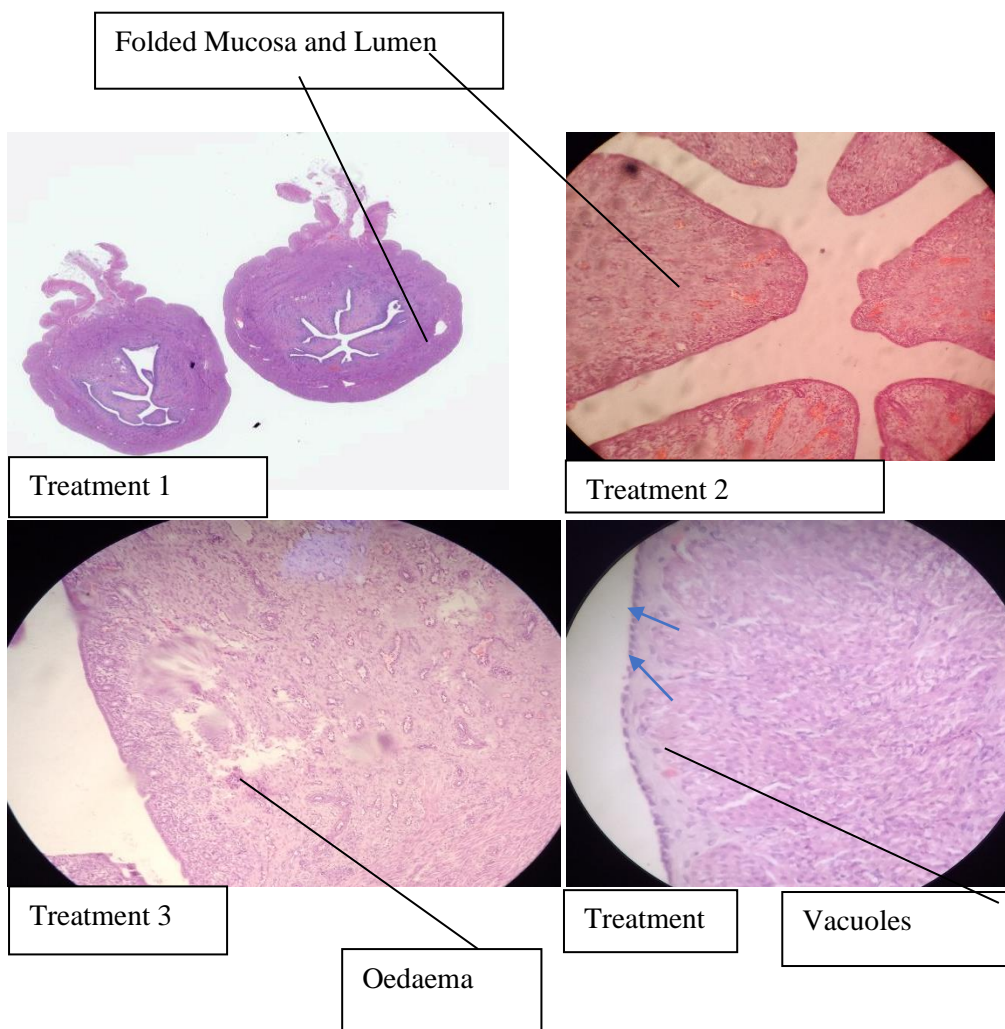 Folded Mucosa and Lumen
Treatment 1
Treatment 2
Treatment 3
Treatment
Vacuoles
Oedaema